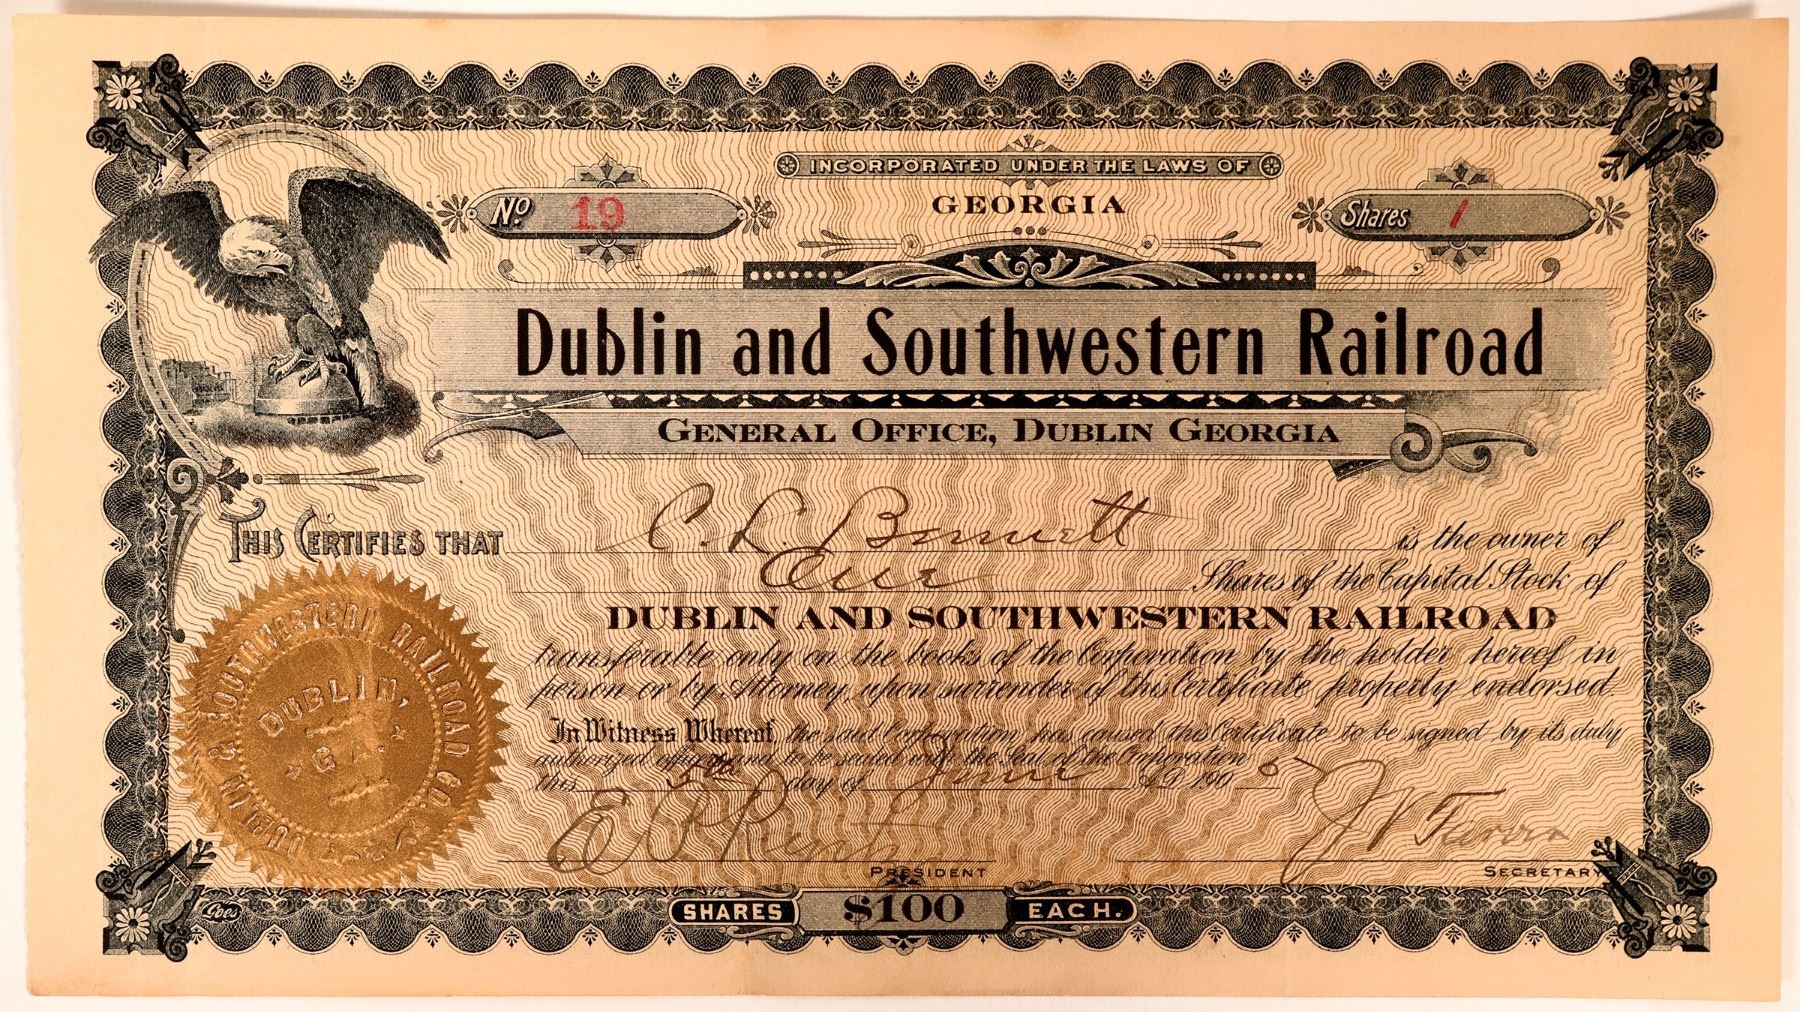 INCORPORATED UNDER THE LAWS OF
GEORGIA
No. 19
Shares 1
Dublin and Southwestern Railroad
GENERAL OFFICE, DUBLIN GEORGIA
THIS CERTIFIES THAT C. L. Bennett is the owner of
One Shares of the Capital Stock of
DUBLIN AND SOUTHWESTERN RAILROAD
transferable only on the books of the Corporation by the holder hereof in
person or by Attorney, upon surrender of this Certificate properly endorsed.
In Witness Whereof, the said Corporation has caused this Certificate to be signed by its duly
authorized officers and to be sealed with the Seal of the Corporation
this 5th day of June A.D. 190 5
E P Rentz
PRESIDENT
J V
SECRETARY
DUBLIN & SOUTHWESTERN RAILROAD CO.
DUBLIN,
GA.
Goes
SHARES $100 EACH.